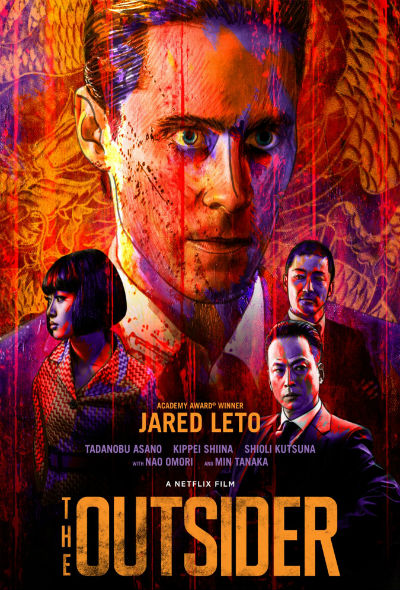 ACADEMY AWARD® WINNER
JARED LETO
TADANOBU ASANO KIPPEI SHIINA SHIOLI KUTSUNA
WITH NAO OMORI AND MIN TANAKA
A NETFLIX FILM
THE OUTSIDER